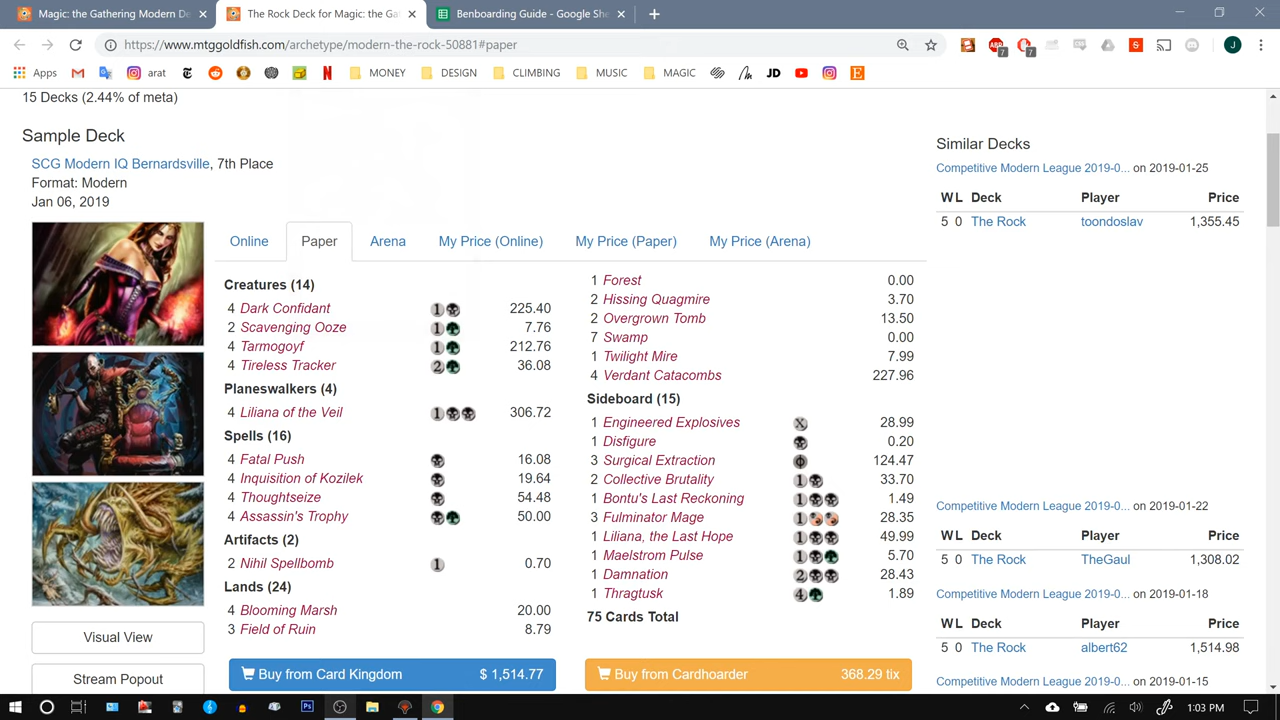 Magic: the Gathering Modern De
The Rock Deck for Magic: the Ga
Benboarding Guide - Google She
https://www.mtggoldfish.com/archetype/modern-the-rock-50881#paper
7
7
J
Apps
arat
MONEY
DESIGN
CLIMBING
MUSIC
MAGIC
JD
15 Decks (2.44% of meta)
Sample Deck
SCG Modern IQ Bernardsville, 7th Place
Format: Modern
Jan 06, 2019
Online
Paper
Arena
My Price (Online)
My Price (Paper)
My Price (Arena)
Creatures (14)
4 Dark Confidant 1 225.40
2 Scavenging Ooze 1 7.76
4 Tarmogoyf 1 212.76
4 Tireless Tracker 2 36.08
Planeswalkers (4)
4 Liliana of the Veil 1 306.72
Spells (16)
4 Fatal Push 16.08
4 Inquisition of Kozilek 19.64
4 Thoughtseize 54.48
4 Assassin's Trophy 50.00
Artifacts (2)
2 Nihil Spellbomb 1 0.70
Lands (24)
4 Blooming Marsh 20.00
3 Field of Ruin 8.79
1 Forest 0.00
2 Hissing Quagmire 3.70
2 Overgrown Tomb 13.50
7 Swamp 0.00
1 Twilight Mire 7.99
4 Verdant Catacombs 227.96
Sideboard (15)
1 Engineered Explosives X 28.99
1 Disfigure 0.20
3 Surgical Extraction 124.47
2 Collective Brutality 1 33.70
1 Bontu's Last Reckoning 1 1.49
3 Fulminator Mage 1 28.35
1 Liliana, the Last Hope 1 49.99
1 Maelstrom Pulse 1 5.70
1 Damnation 2 28.43
1 Thragtusk 4 1.89
75 Cards Total
Visual View
Stream Popout
Buy from Card Kingdom $ 1,514.77
Buy from Cardhoarder 368.29 tix
Similar Decks
Competitive Modern League 2019-0... on 2019-01-25
W L Deck Player Price
5 0 The Rock toondoslav 1,355.45
Competitive Modern League 2019-0... on 2019-01-22
W L Deck Player Price
5 0 The Rock TheGaul 1,308.02
Competitive Modern League 2019-0... on 2019-01-18
W L Deck Player Price
5 0 The Rock albert62 1,514.98
Competitive Modern League 2019-0... on 2019-01-15
Ps
1:03 PM